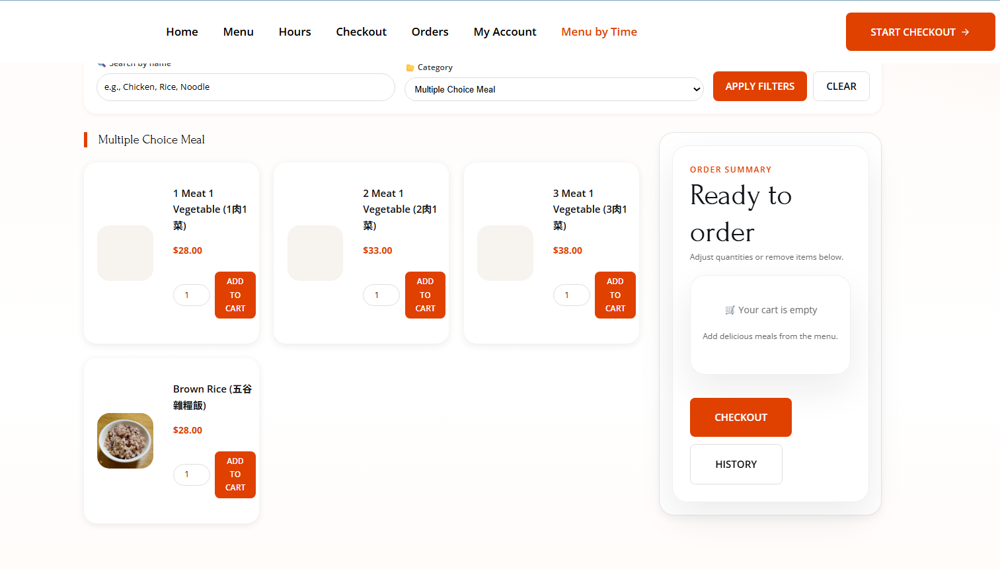 Home Menu Hours Checkout Orders My Account Menu by Time START CHECKOUT →
Search by name
Category
e.g., Chicken, Rice, Noodle
Multiple Choice Meal
APPLY FILTERS
CLEAR
Multiple Choice Meal
1 Meat 1
Vegetable (1肉1
菜)
$28.00
1
ADD
TO
CART
2 Meat 1
Vegetable (2肉1
菜)
$33.00
1
ADD
TO
CART
3 Meat 1
Vegetable (3肉1
菜)
$38.00
1
ADD
TO
CART
Brown Rice (五谷
雜糧飯)
$28.00
1
ADD
TO
CART
ORDER SUMMARY
Ready to
order
Adjust quantities or remove items below.
🛒 Your cart is empty
Add delicious meals from the menu.
CHECKOUT
HISTORY